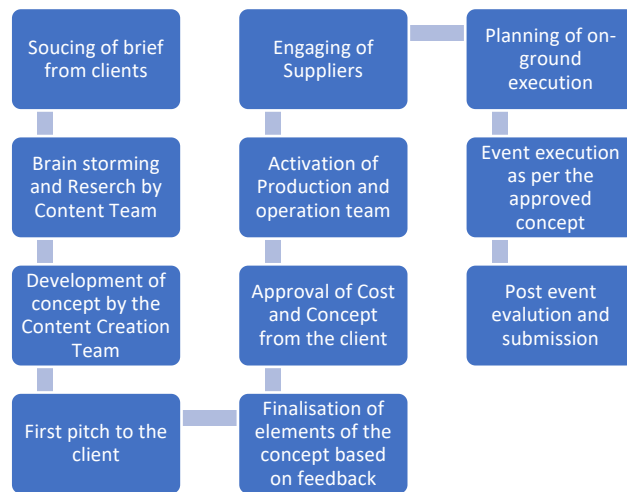 Soucing of brief
from clients
Brain storming
and Reserch by
Content Team
Development of
concept by the
Content Creation
Team
First pitch to the
client
Finalisation of
elements of the
concept based
on feedback
Approval of Cost
and Concept
from the client
Activation of
Production and
operation team
Engaging of
Suppliers
Planning of on-
ground
execution
Event execution
as per the
approved
concept
Post event
evalution and
submission